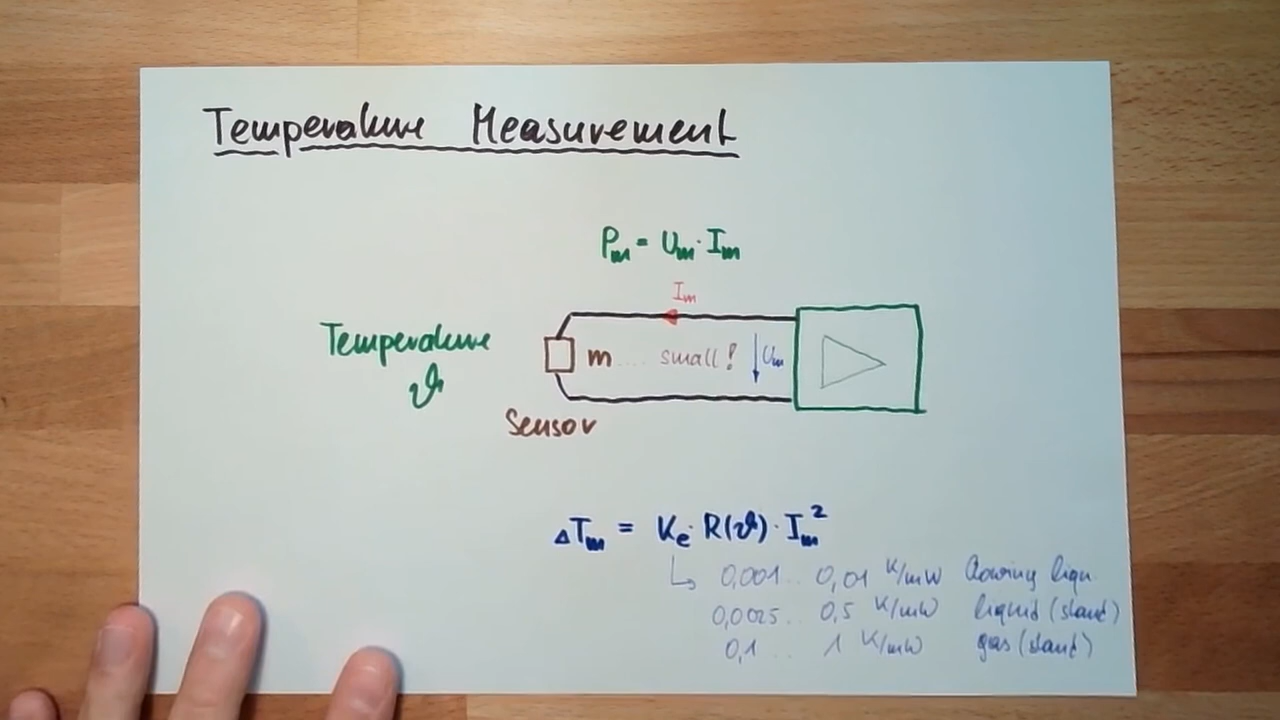 Temperature Measurement
Pm = Um · Im
Im
Temperature
ϑ
m .... small!
Um
Sensor
ΔTm = Ke · R(ϑ) · Im²
↳ 0,001 .. 0,01 K/mW flowing liqu.
0,0025 .. 0,5 K/mW liquid (stand)
0,1 .. 1 K/mW gas (stand)